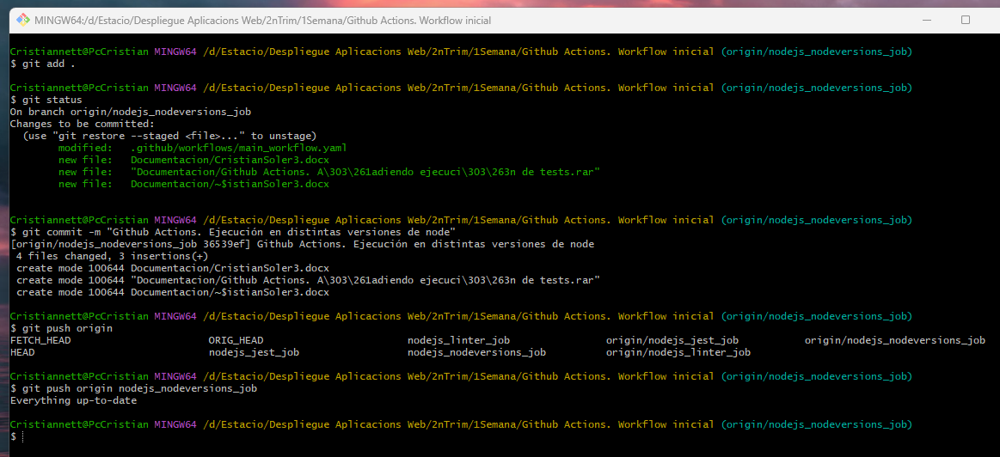 MINGW64:/d/Estacio/Despliegue Aplicacions Web/2nTrim/1Semana/Github Actions. Workflow inicial
Cristiannett@PcCristian MINGW64 /d/Estacio/Despliegue Aplicacions Web/2nTrim/1Semana/Github Actions. Workflow inicial (origin/nodejs_nodeversions_job)
$ git add .
Cristiannett@PcCristian MINGW64 /d/Estacio/Despliegue Aplicacions Web/2nTrim/1Semana/Github Actions. Workflow inicial (origin/nodejs_nodeversions_job)
$ git status
On branch origin/nodejs_nodeversions_job
Changes to be committed:
  (use "git restore --staged <file>..." to unstage)
        modified:   .github/workflows/main_workflow.yaml
        new file:   Documentacion/CristianSoler3.docx
        new file:   "Documentacion/Github Actions. A\303\261adiendo ejecuci\303\263n de tests.rar"
        new file:   Documentacion/~$istianSoler3.docx
Cristiannett@PcCristian MINGW64 /d/Estacio/Despliegue Aplicacions Web/2nTrim/1Semana/Github Actions. Workflow inicial (origin/nodejs_nodeversions_job)
$ git commit -m "Github Actions. Ejecución en distintas versiones de node"
[origin/nodejs_nodeversions_job 36539ef] Github Actions. Ejecución en distintas versiones de node
 4 files changed, 3 insertions(+)
 create mode 100644 Documentacion/CristianSoler3.docx
 create mode 100644 "Documentacion/Github Actions. A\303\261adiendo ejecuci\303\263n de tests.rar"
 create mode 100644 Documentacion/~$istianSoler3.docx
Cristiannett@PcCristian MINGW64 /d/Estacio/Despliegue Aplicacions Web/2nTrim/1Semana/Github Actions. Workflow inicial (origin/nodejs_nodeversions_job)
$ git push origin
FETCH_HEAD                       ORIG_HEAD                        nodejs_linter_job                origin/nodejs_jest_job           origin/nodejs_nodeversions_job
HEAD                             nodejs_jest_job                  nodejs_nodeversions_job          origin/nodejs_linter_job
Cristiannett@PcCristian MINGW64 /d/Estacio/Despliegue Aplicacions Web/2nTrim/1Semana/Github Actions. Workflow inicial (origin/nodejs_nodeversions_job)
$ git push origin nodejs_nodeversions_job
Everything up-to-date
Cristiannett@PcCristian MINGW64 /d/Estacio/Despliegue Aplicacions Web/2nTrim/1Semana/Github Actions. Workflow inicial (origin/nodejs_nodeversions_job)
$